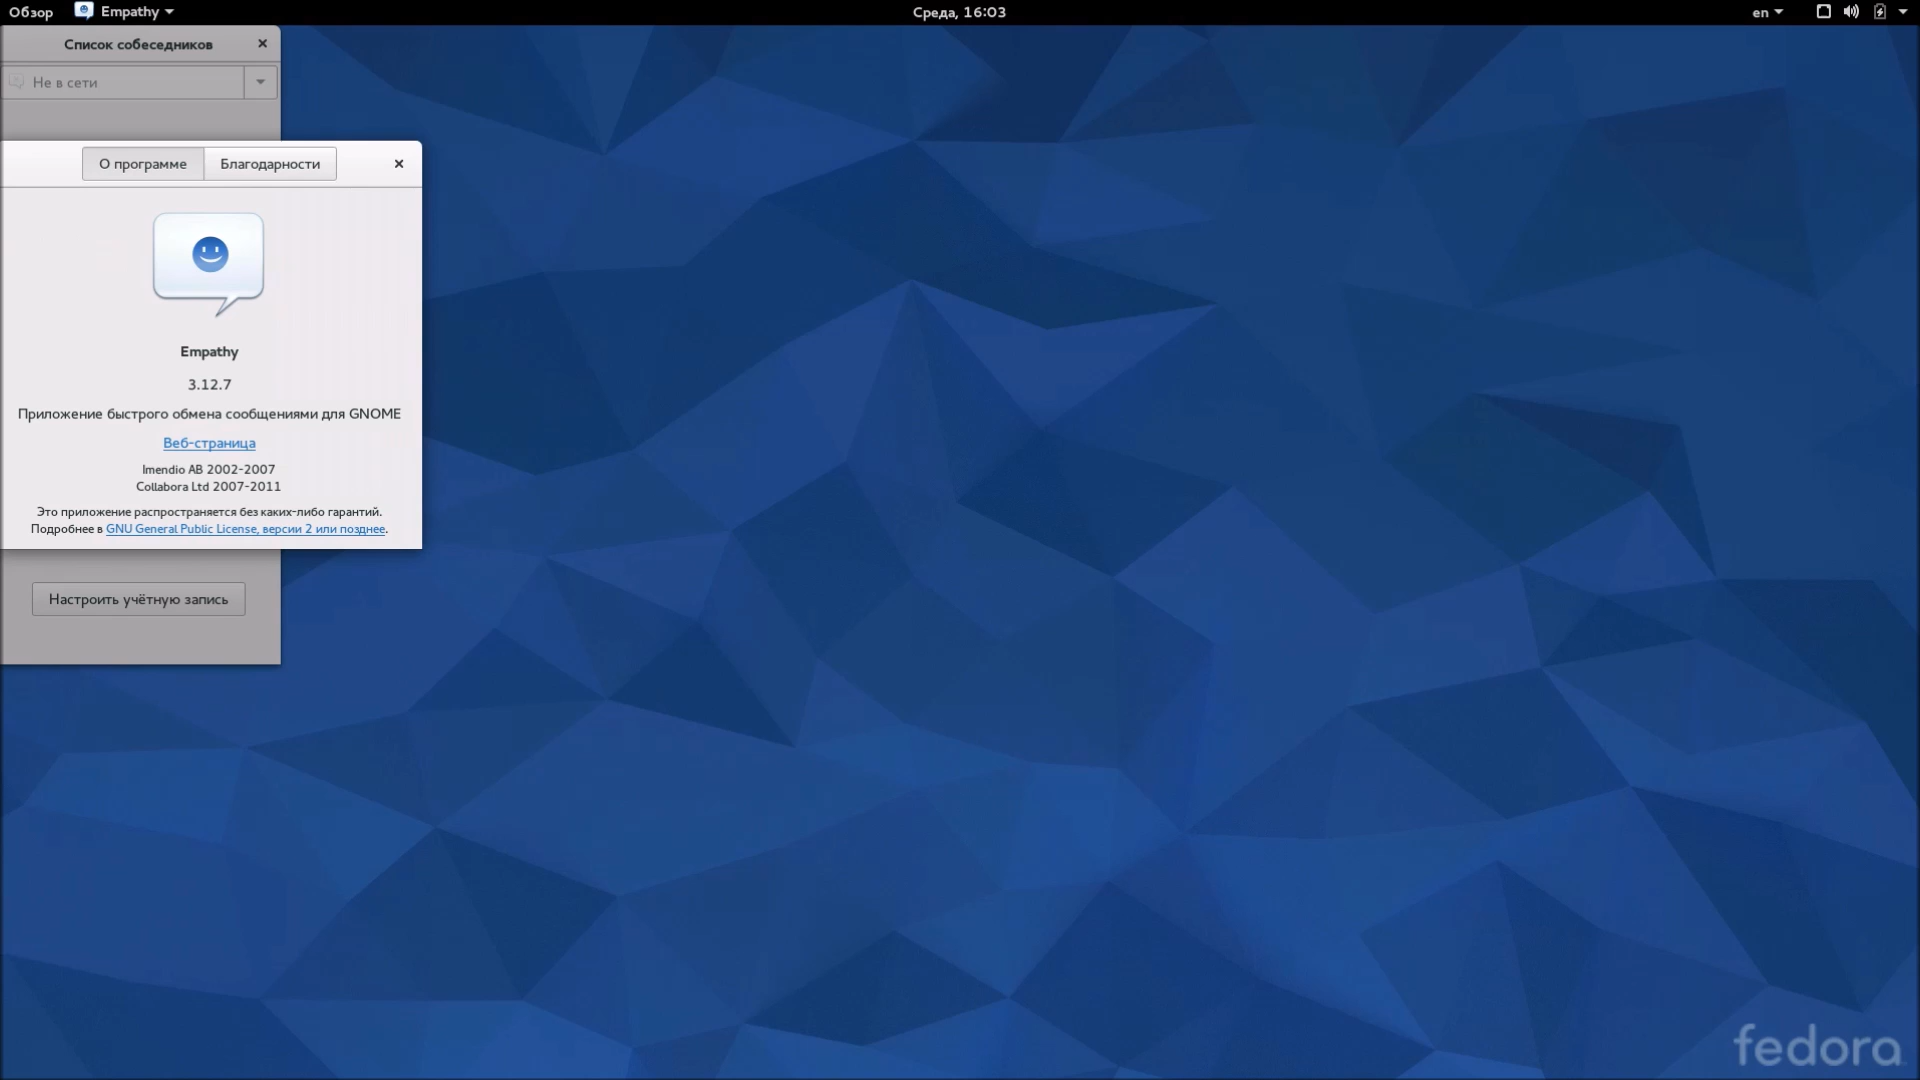 Обзор Empathy Среда, 16:03 en
Список собеседников
Не в сети
О программе Благодарности
Empathy
3.12.7
Приложение быстрого обмена сообщениями для GNOME
Веб-страница
Imendio AB 2002-2007
Collabora Ltd 2007-2011
Это приложение распространяется без каких-либо гарантий.
Подробнее в GNU General Public License, версии 2 или позднее.
Настроить учётную запись
fedora